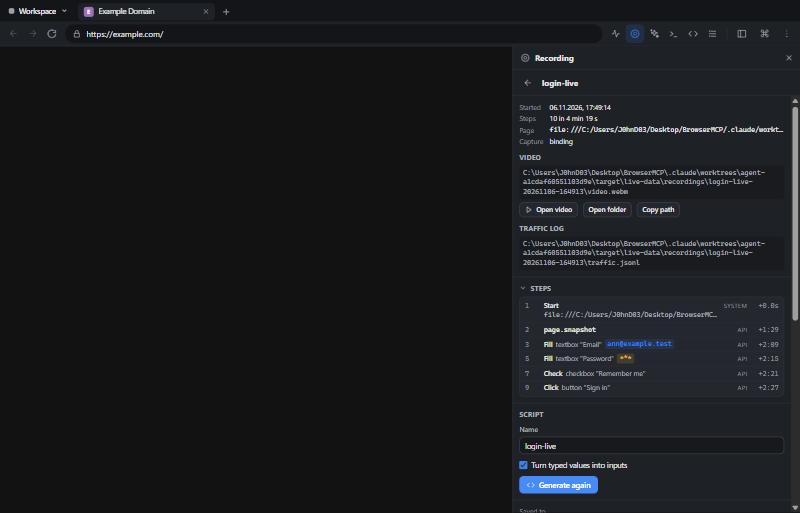 Workspace
Example Domain
https://example.com/
Recording
login-live
Started 06.11.2026, 17:49:14
Steps 10 in 4 min 19 s
Page file:///C:/Users/J0hnD03/Desktop/BrowserMCP/.claude/workt…
Capture binding
VIDEO
C:\Users\J0hnD03\Desktop\BrowserMCP\.claude\worktrees\agent-
a1cdaf60551103d9e\target\live-data\recordings\login-live-
20261106-164913\video.webm
Open video Open folder Copy path
TRAFFIC LOG
C:\Users\J0hnD03\Desktop\BrowserMCP\.claude\worktrees\agent-
a1cdaf60551103d9e\target\live-data\recordings\login-live-
20261106-164913\traffic.jsonl
STEPS
1 Start SYSTEM +0.0s
file:///C:/Users/J0hnD03/Desktop/BrowserMC…
2 page.snapshot API +1:29
3 Fill textbox "Email" ann@example.test API +2:09
5 Fill textbox "Password" *** API +2:15
7 Check checkbox "Remember me" API +2:21
9 Click button "Sign in" API +2:27
SCRIPT
Name
login-live
Turn typed values into inputs
Generate again
Saved to